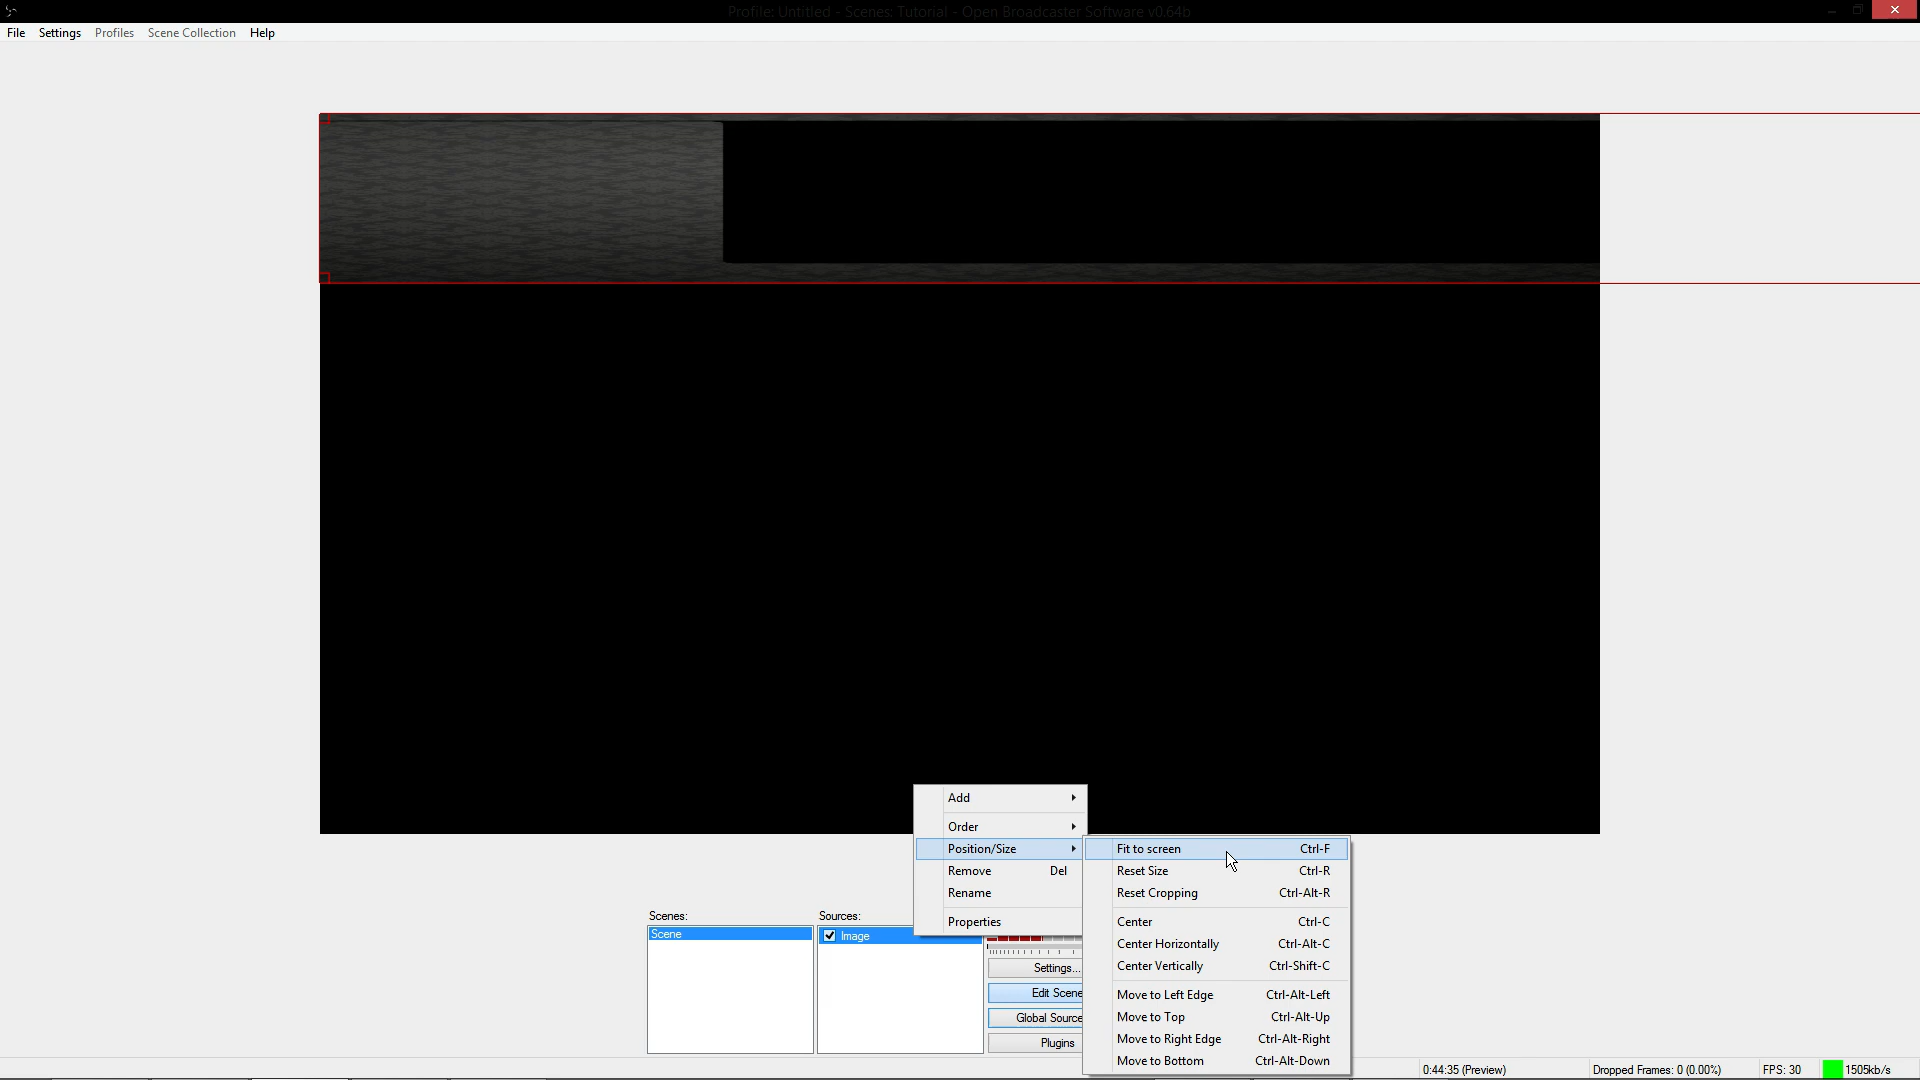 Profile: Untitled - Scenes: Tutorial - Open Broadcaster Software v0.64b
File Settings Profiles Scene Collection Help
Add
Order
Position/Size
Remove Del
Rename
Properties
Fit to screen Ctrl-F
Reset Size Ctrl-R
Reset Cropping Ctrl-Alt-R
Center Ctrl-C
Center Horizontally Ctrl-Alt-C
Center Vertically Ctrl-Shift-C
Move to Left Edge Ctrl-Alt-Left
Move to Top Ctrl-Alt-Up
Move to Right Edge Ctrl-Alt-Right
Move to Bottom Ctrl-Alt-Down
Scenes:
Scene
Sources:
Image
Settings...
Edit Scene
Global Source
Plugins
0:44:35 (Preview) Dropped Frames: 0 (0.00%) FPS: 30 1505kb/s